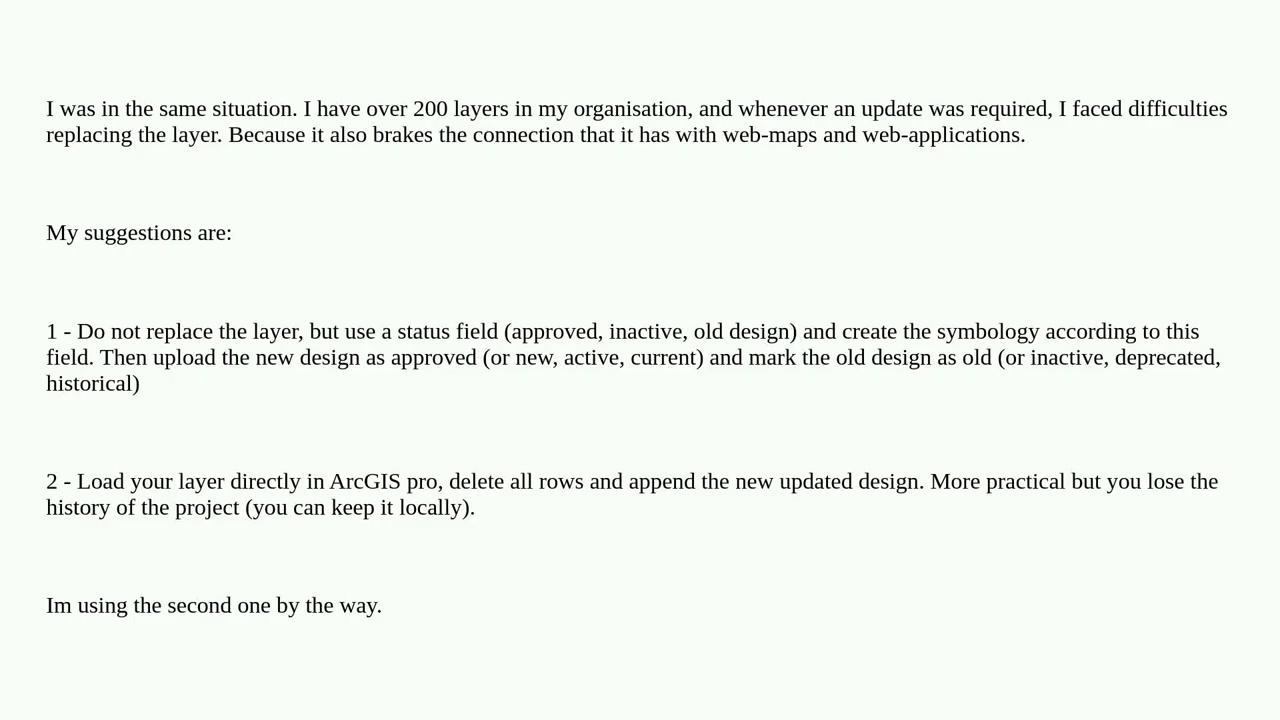 I was in the same situation. I have over 200 layers in my organisation, and whenever an update was required, I faced difficulties
replacing the layer. Because it also brakes the connection that it has with web-maps and web-applications.
My suggestions are:
1 - Do not replace the layer, but use a status field (approved, inactive, old design) and create the symbology according to this
field. Then upload the new design as approved (or new, active, current) and mark the old design as old (or inactive, deprecated,
historical)
2 - Load your layer directly in ArcGIS pro, delete all rows and append the new updated design. More practical but you lose the
history of the project (you can keep it locally).
Im using the second one by the way.